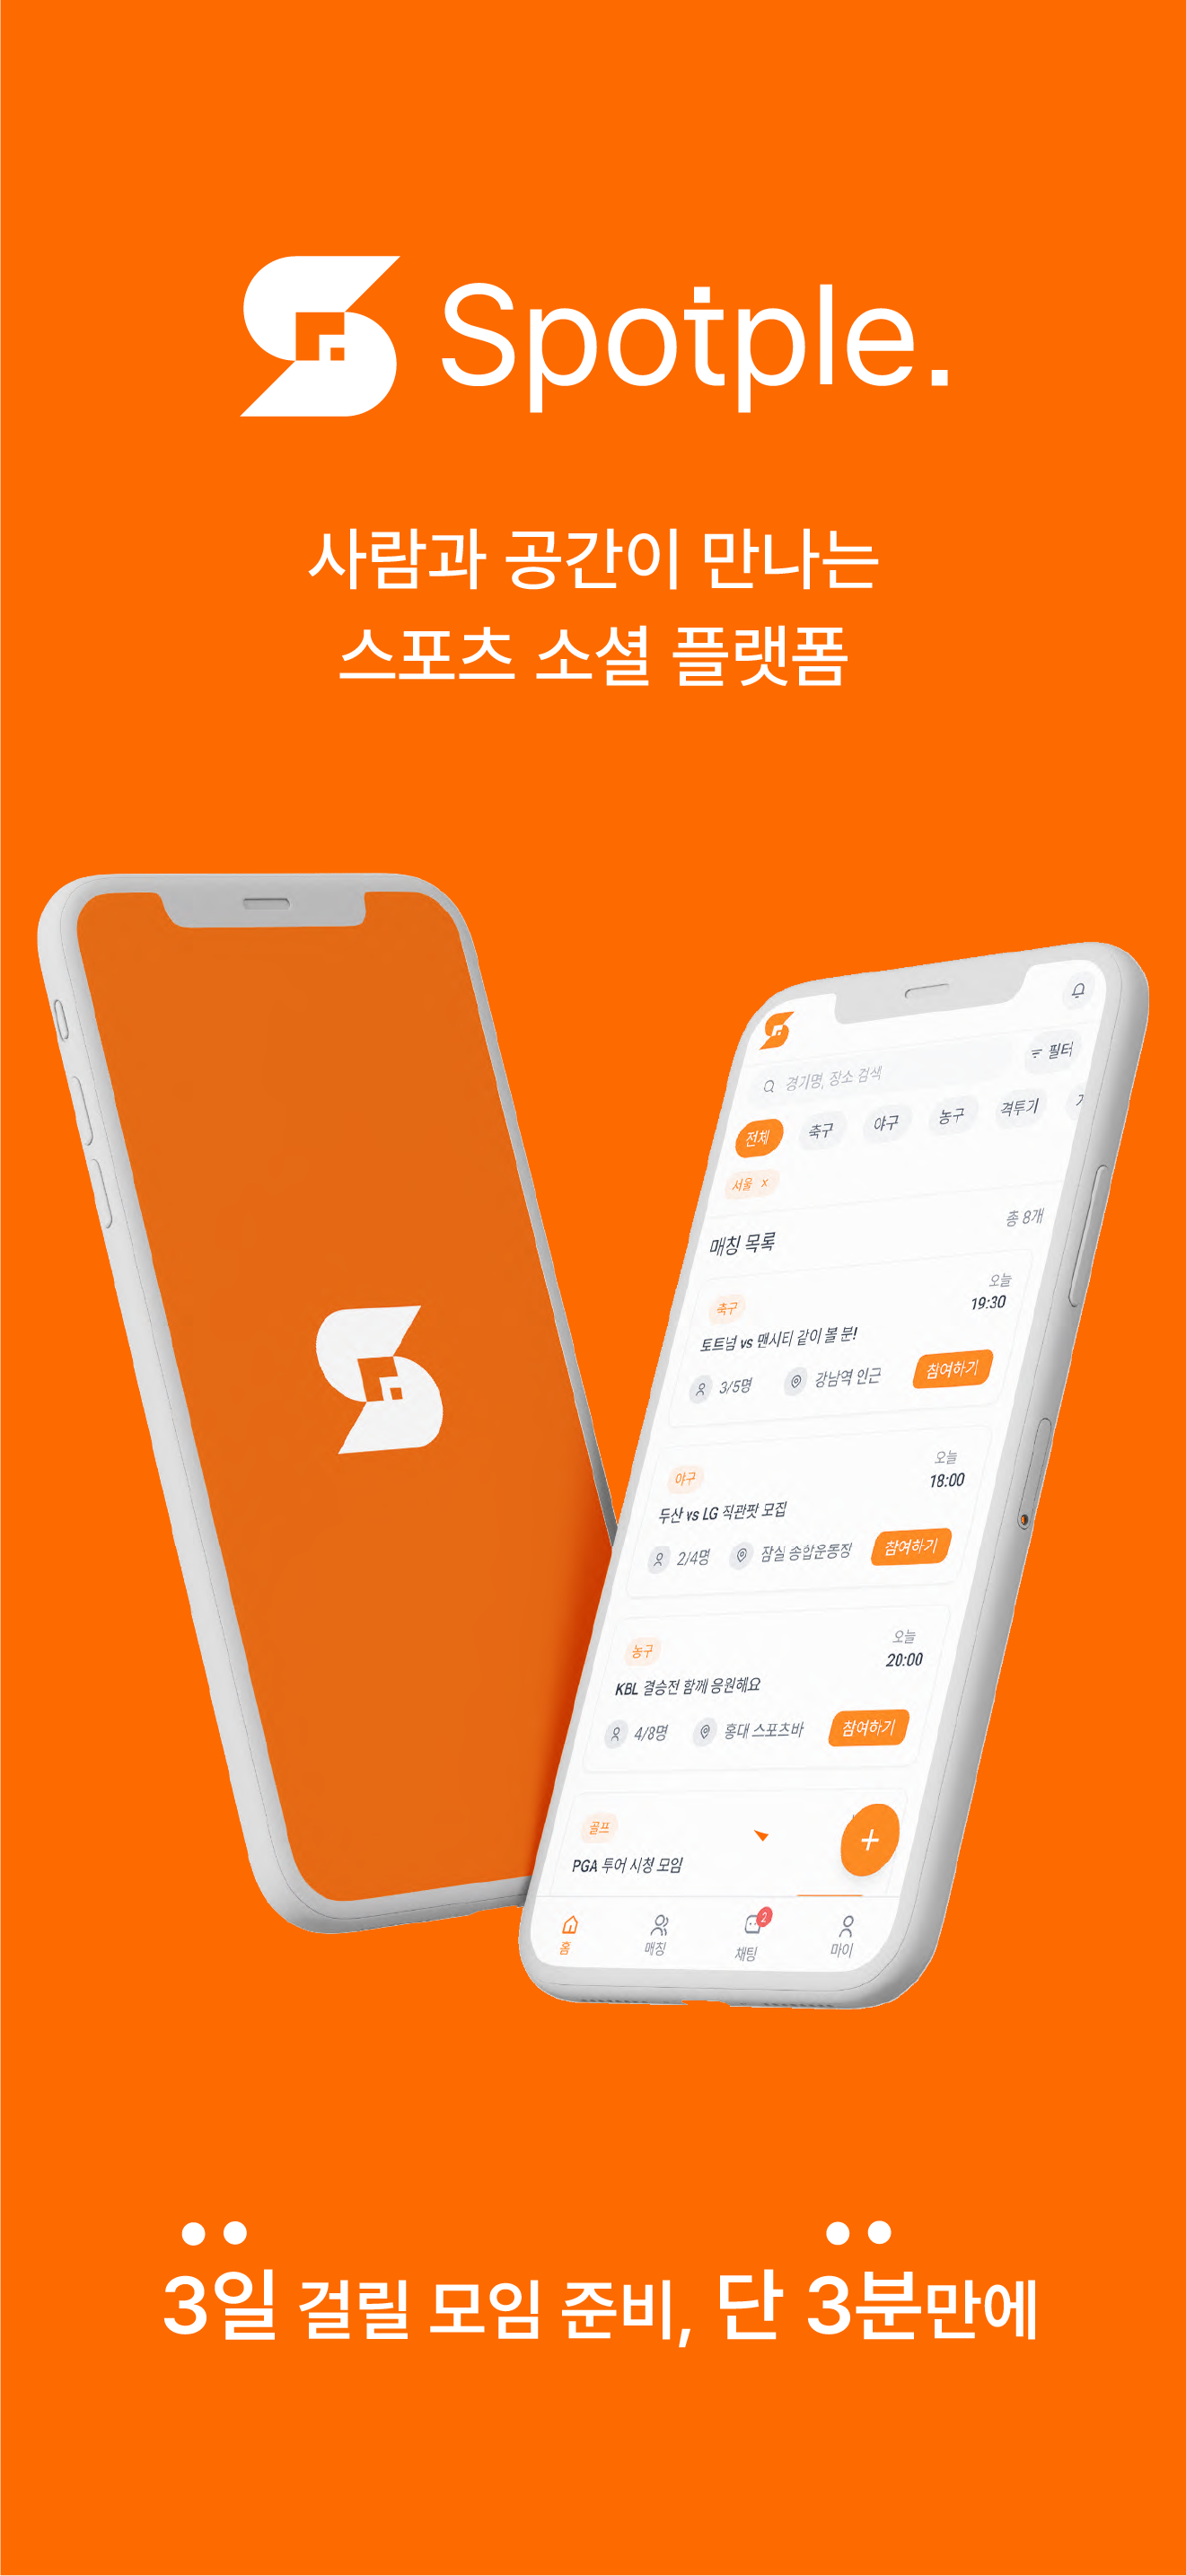 Spotple.
사람과 공간이 만나는
스포츠 소셜 플랫폼
경기명, 장소 검색
필터
전체 축구 야구 농구 격투기
서울 x
매칭 목록 총 8개
축구 오늘
19:30
토트넘 vs 맨시티 같이 볼 분!
3/5명 강남역 인근 참여하기
야구 오늘
18:00
두산 vs LG 직관팟 모집
2/4명 잠실 종합운동장 참여하기
농구 오늘
20:00
KBL 결승전 함께 응원해요
4/8명 홍대 스포츠바 참여하기
골프
PGA 투어 시청 모임
+
2
홈 매칭 채팅 마이
3일 걸릴 모임 준비, 단 3분만에